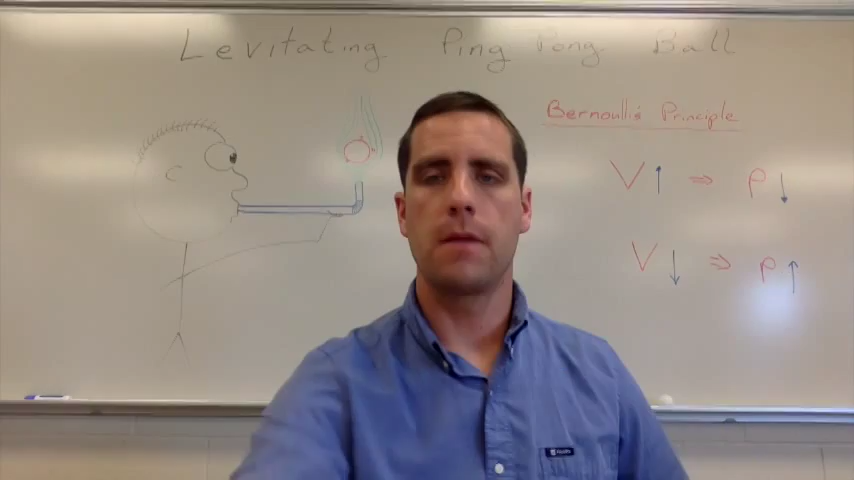 Levitating Ping Pong Ball
Bernoulli's Principle
V↑ ⇒ P↓
V↓ ⇒ P↑